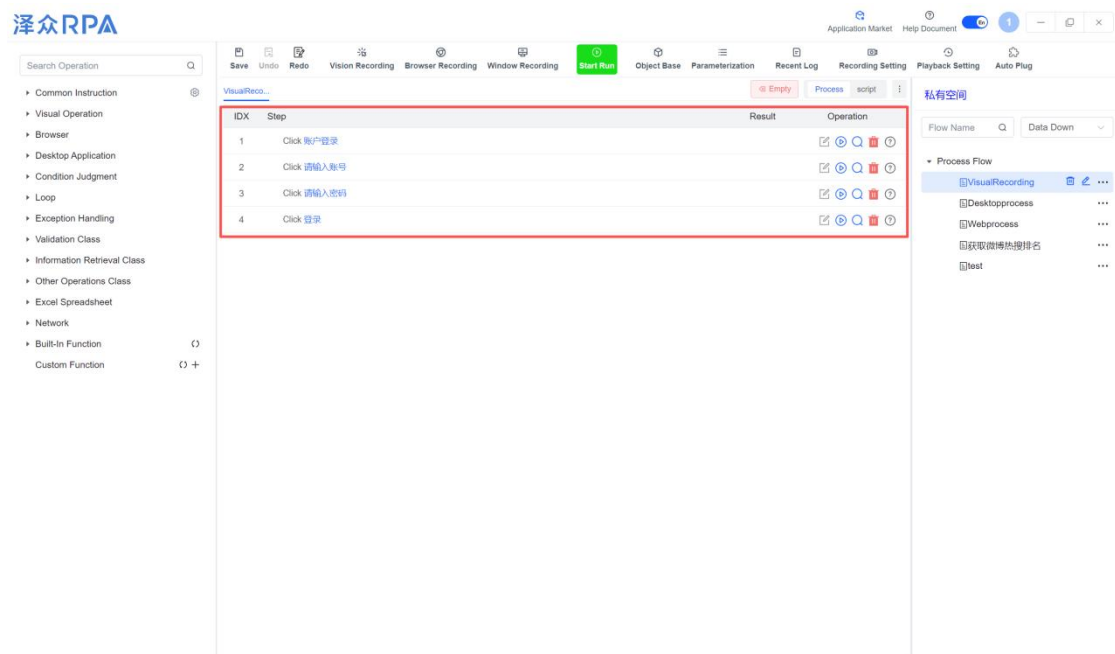 泽众RPA
Application Market
Help Document
En
1
Search Operation
Save
Undo
Redo
Vision Recording
Browser Recording
Window Recording
Start Run
Object Base
Parameterization
Recent Log
Recording Setting
Playback Setting
Auto Plug
Common Instruction
Visual Operation
Browser
Desktop Application
Condition Judgment
Loop
Exception Handling
Validation Class
Information Retrieval Class
Other Operations Class
Excel Spreadsheet
Network
Built-In Function
Custom Function
VisualReco...
Empty
Process
script
IDX Step Result Operation
1 Click 账户登录
2 Click 请输入账号
3 Click 请输入密码
4 Click 登录
私有空间
Flow Name
Data Down
Process Flow
VisualRecording
Desktopprocess
Webprocess
获取微博热搜排名
test